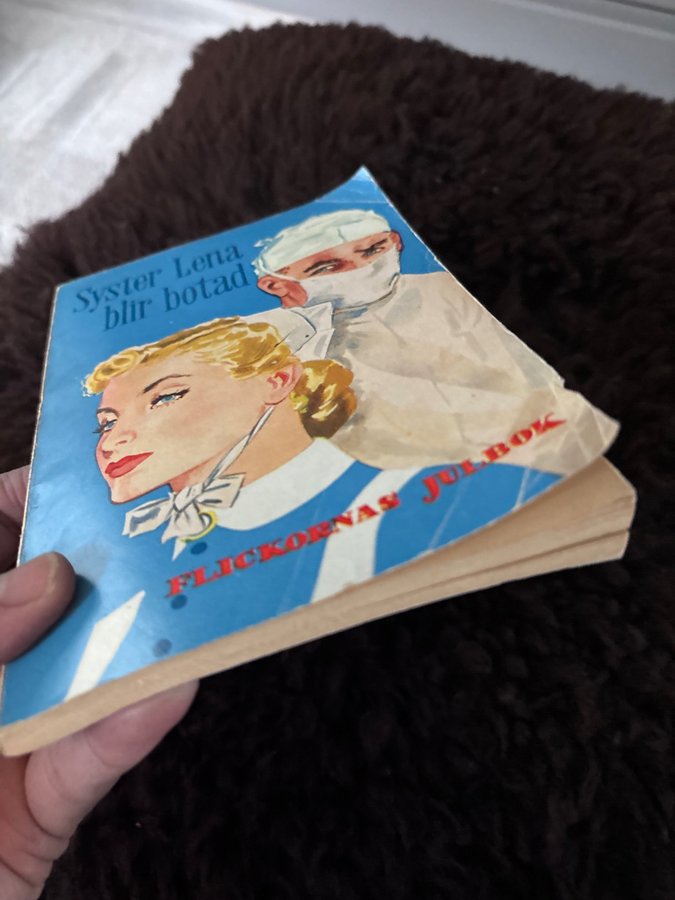 Syster Lena
blir botad
FLICKORNAS JULBOK